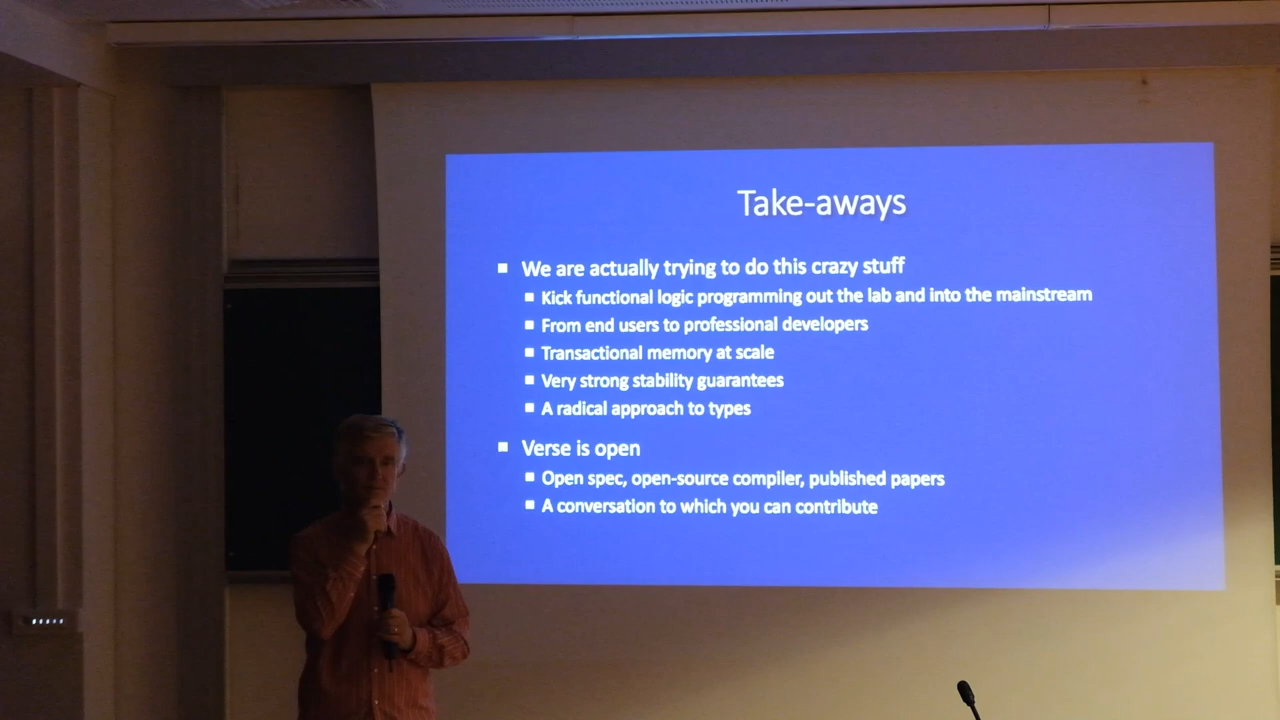 Take-aways
We are actually trying to do this crazy stuff
Kick functional logic programming out the lab and into the mainstream
From end users to professional developers
Transactional memory at scale
Very strong stability guarantees
A radical approach to types
Verse is open
Open spec, open-source compiler, published papers
A conversation to which you can contribute